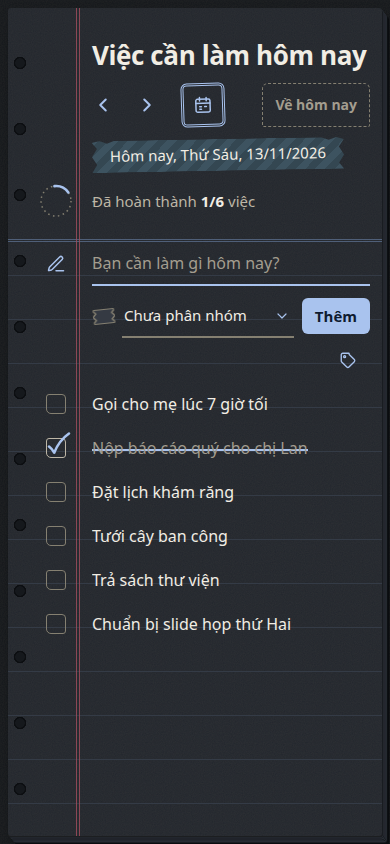 Việc cần làm hôm nay
Về hôm nay
Hôm nay, Thứ Sáu, 13/11/2026
Đã hoàn thành 1/6 việc
Bạn cần làm gì hôm nay?
Chưa phân nhóm
Thêm
Gọi cho mẹ lúc 7 giờ tối
Nộp báo cáo quý cho chị Lan
Đặt lịch khám răng
Tưới cây ban công
Trả sách thư viện
Chuẩn bị slide họp thứ Hai